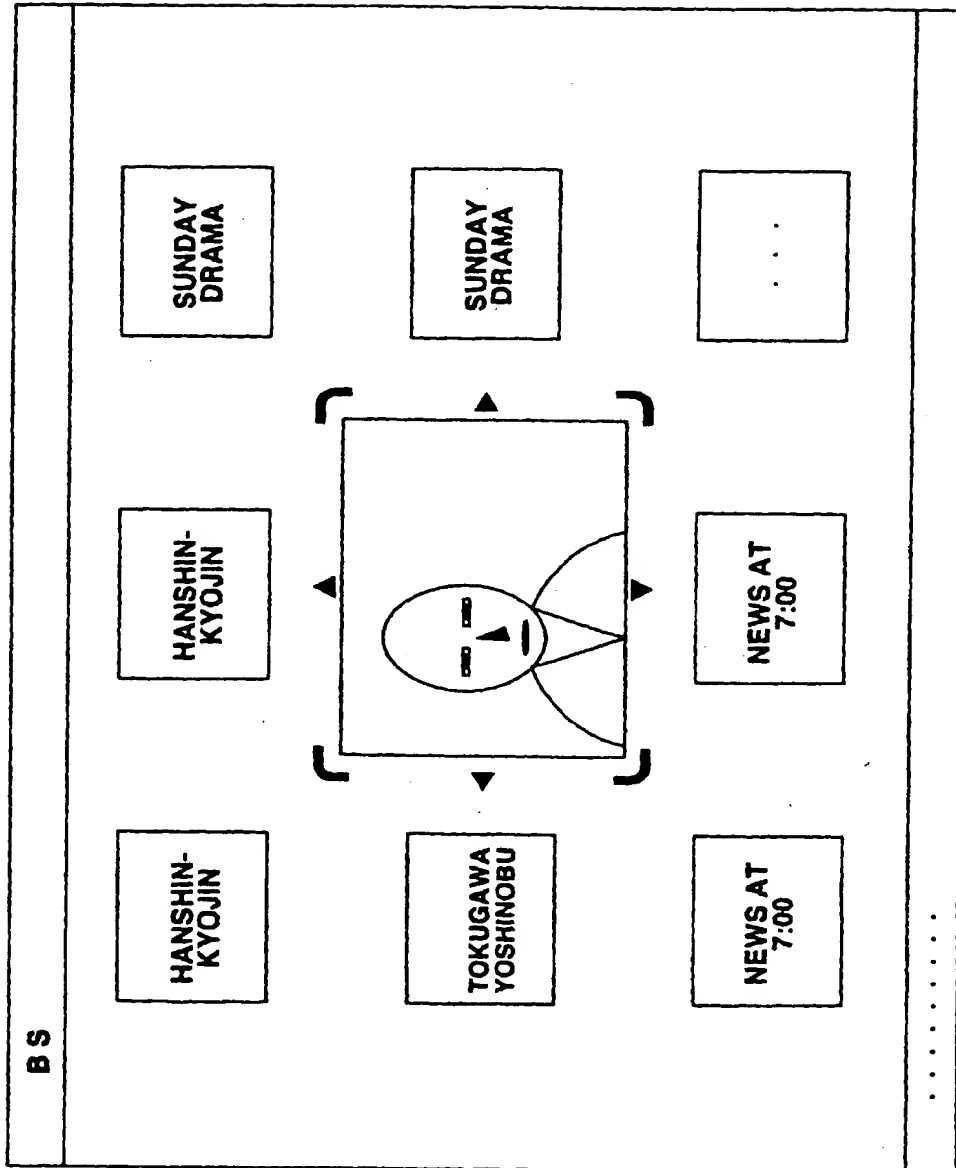 BS
HANSHIN-
KYOJIN
HANSHIN-
KYOJIN
SUNDAY
DRAMA
TOKUGAWA
YOSHINOBU
SUNDAY
DRAMA
NEWS AT
7:00
NEWS AT
7:00
. . .
. . . . . . . . . .